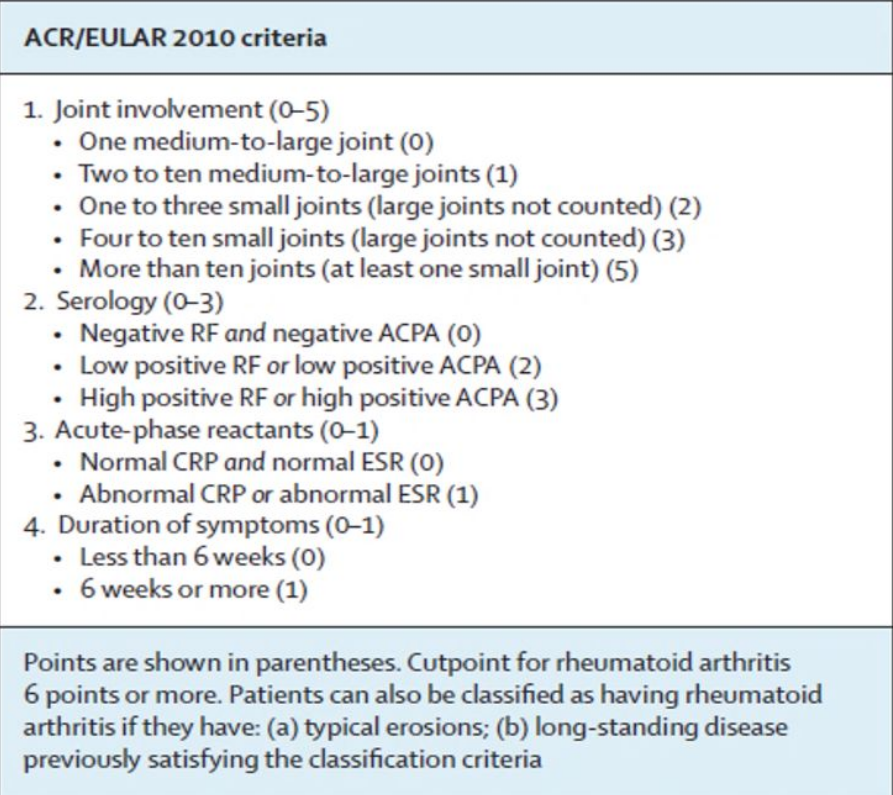 ACR/EULAR 2010 criteria
1. Joint involvement (0–5)
• One medium-to-large joint (0)
• Two to ten medium-to-large joints (1)
• One to three small joints (large joints not counted) (2)
• Four to ten small joints (large joints not counted) (3)
• More than ten joints (at least one small joint) (5)
2. Serology (0–3)
• Negative RF and negative ACPA (0)
• Low positive RF or low positive ACPA (2)
• High positive RF or high positive ACPA (3)
3. Acute-phase reactants (0–1)
• Normal CRP and normal ESR (0)
• Abnormal CRP or abnormal ESR (1)
4. Duration of symptoms (0–1)
• Less than 6 weeks (0)
• 6 weeks or more (1)
Points are shown in parentheses. Cutpoint for rheumatoid arthritis
6 points or more. Patients can also be classified as having rheumatoid
arthritis if they have: (a) typical erosions; (b) long-standing disease
previously satisfying the classification criteria